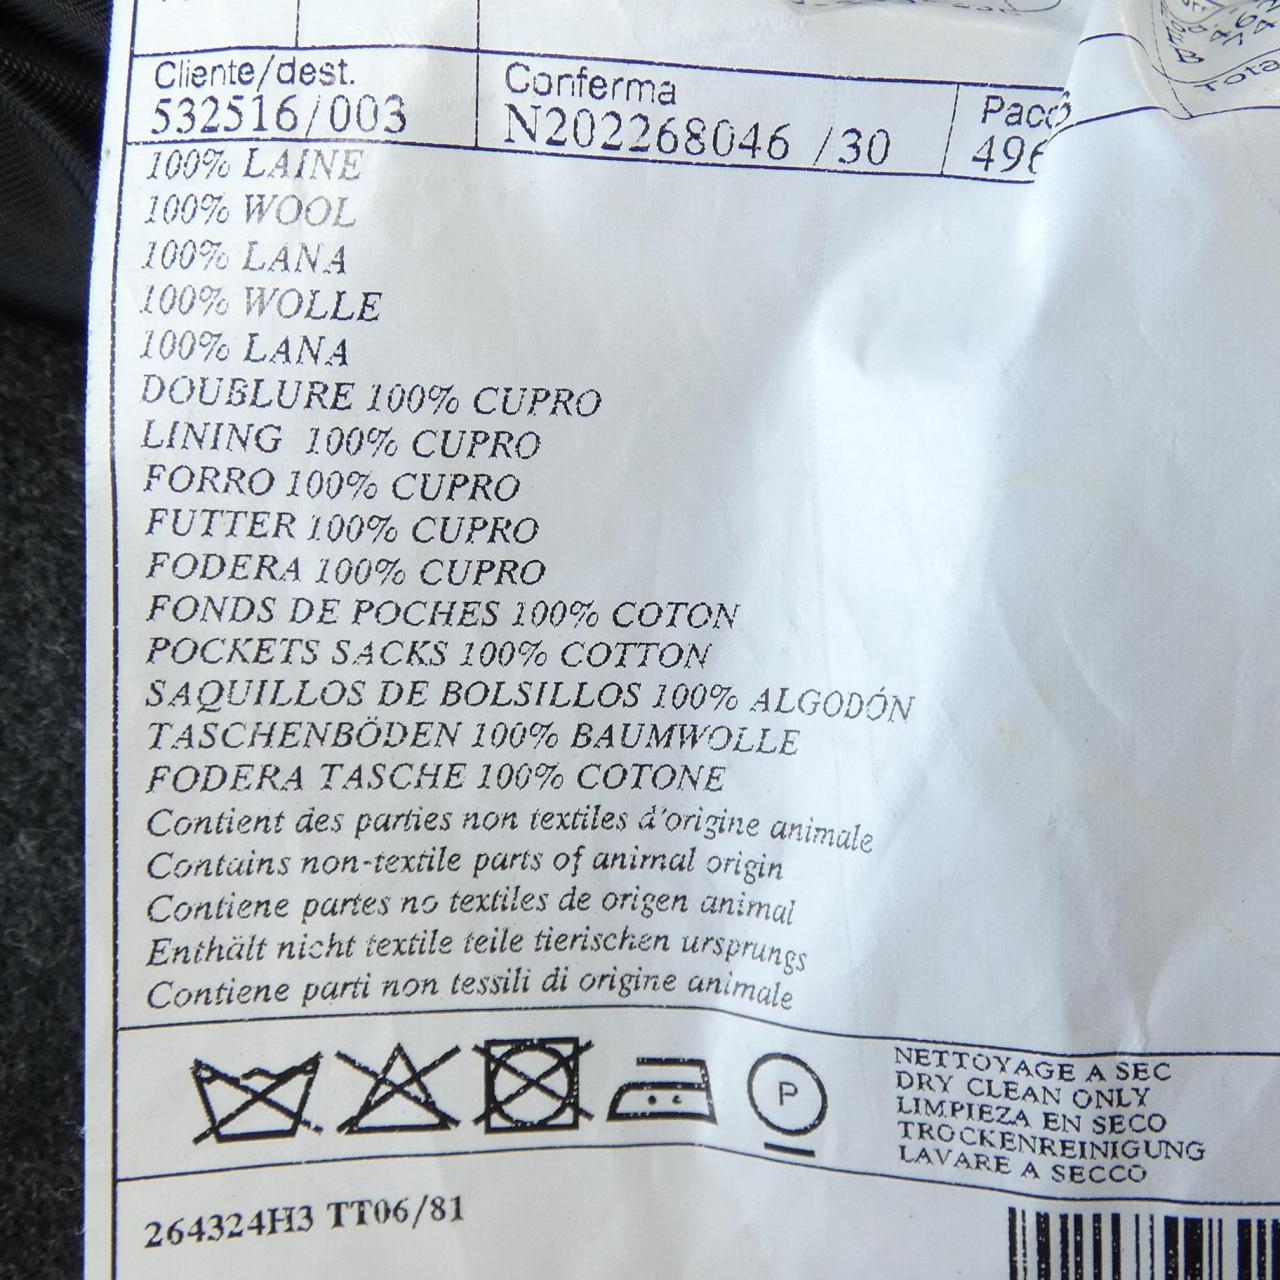 Cliente/dest.
532516/003
Conferma
N202268046 /30
100% LAINE
100% WOOL
100% LANA
100% WOLLE
100% LANA
DOUBLURE 100% CUPRO
LINING 100% CUPRO
FORRO 100% CUPRO
FUTTER 100% CUPRO
FODERA 100% CUPRO
FONDS DE POCHES 100% COTON
POCKETS SACKS 100% COTTON
SAQUILLOS DE BOLSILLOS 100% ALGODÓN
TASCHENBÖDEN 100% BAUMWOLLE
FODERA TASCHE 100% COTONE
Contient des parties non textiles d'origine animale
Contains non-textile parts of animal origin
Contiene partes no textiles de origen animal
Enthält nicht textile teile tierischen ursprungs
Contiene parti non tessili di origine animale
P
NETTOYAGE A SEC
DRY CLEAN ONLY
LIMPIEZA EN SECO
TROCKENREINIGUNG
LAVARE A SECCO
264324H3 TT06/81